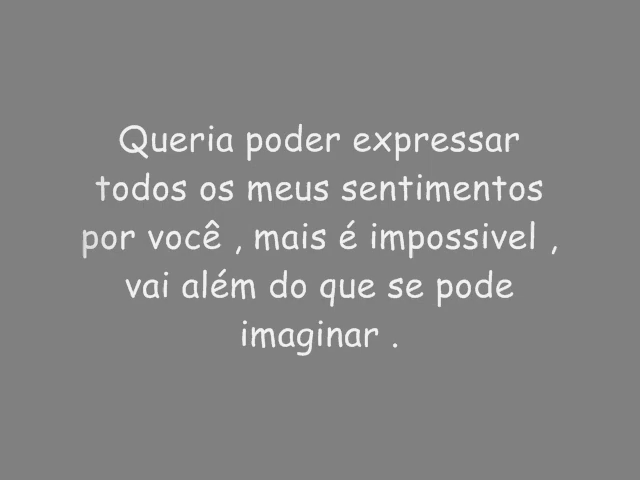 Queria poder expressar
todos os meus sentimentos
por você , mais é impossivel ,
vai além do que se pode
imaginar .